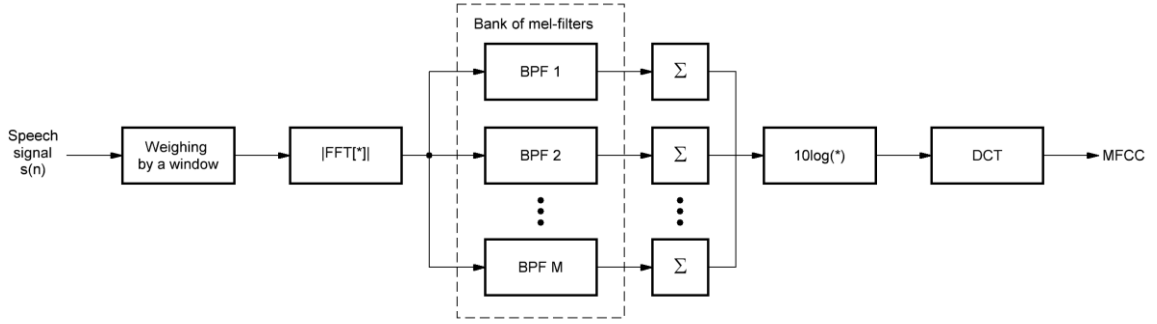 Bank of mel-filters
Speech
signal
s(n)
Weighing
by a window
|FFT[*]|
BPF 1
Σ
BPF 2
Σ
BPF M
Σ
10log(*)
DCT
MFCC